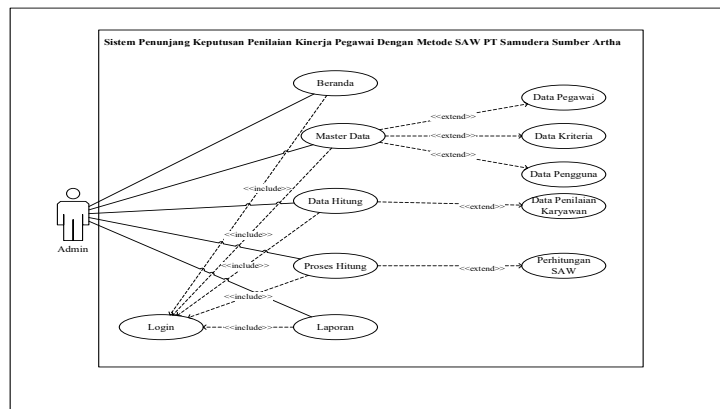 Sistem Penunjang Keputusan Penilaian Kinerja Pegawai Dengan Metode SAW PT Samudera Sumber Artha
Beranda
Data Pegawai
<<extend>>
Master Data
<<extend>>
Data Kriteria
<<extend>>
Data Pengguna
<<include>>
Data Hitung
<<extend>>
Data Penilaian
Karyawan
Admin
<<include>>
<<include>>
Proses Hitung
<<extend>>
Perhitungan
SAW
<<include>>
Login
<<include>>
Laporan